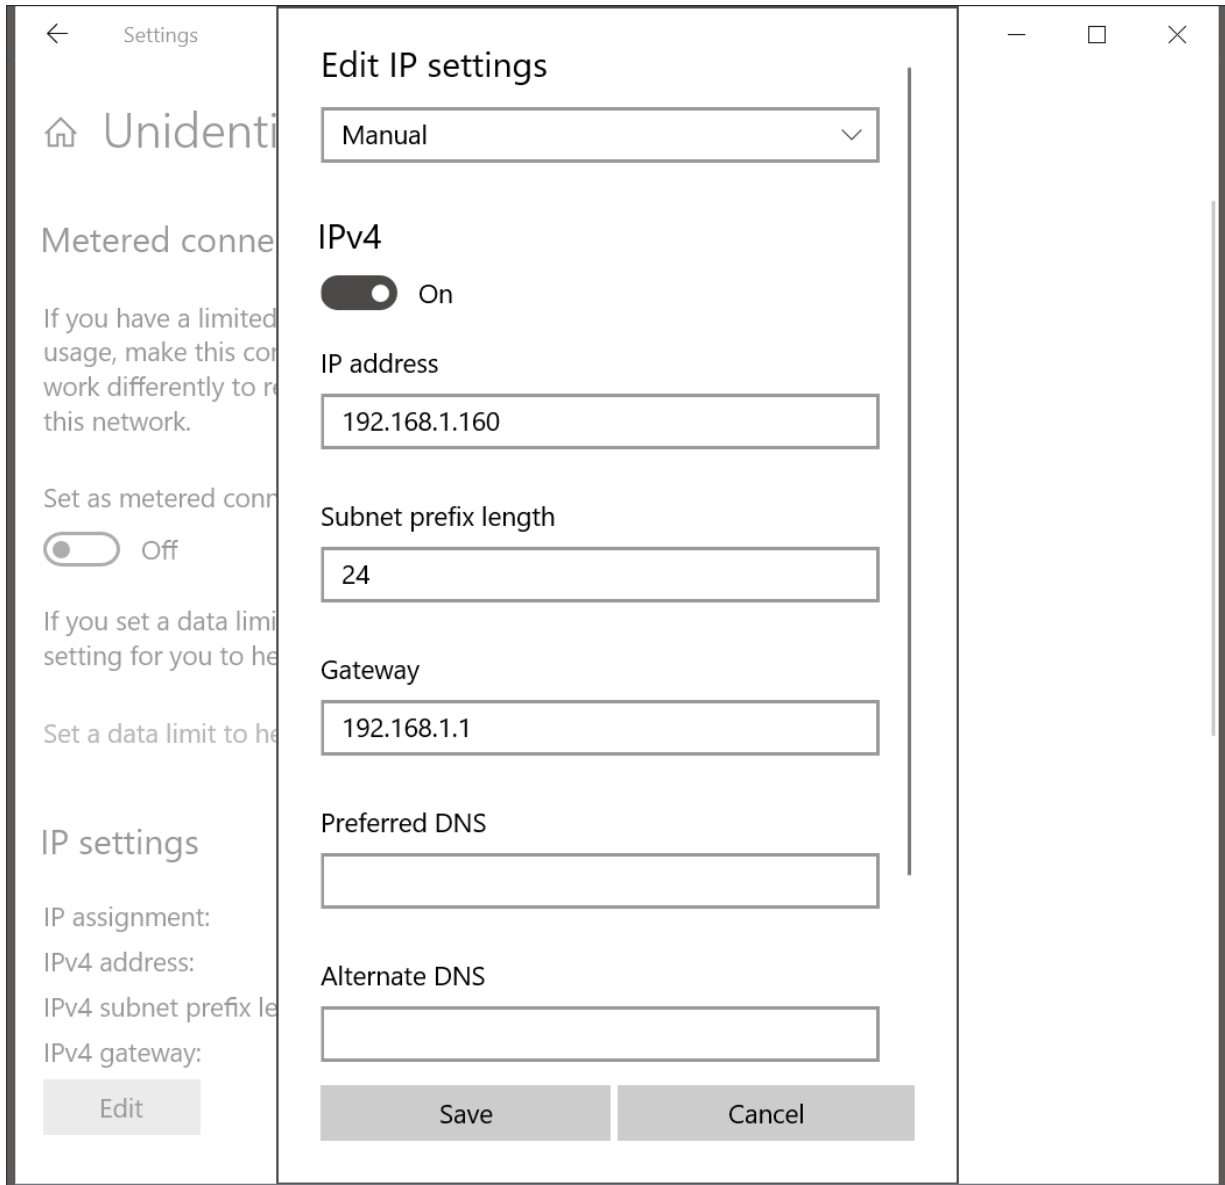 Settings
Unidenti
Metered conne
If you have a limited
usage, make this cor
work differently to re
this network.
Set as metered conn
Off
If you set a data limi
setting for you to he
Set a data limit to he
IP settings
IP assignment:
IPv4 address:
IPv4 subnet prefix le
IPv4 gateway:
Edit
Edit IP settings
Manual
IPv4
On
IP address
192.168.1.160
Subnet prefix length
24
Gateway
192.168.1.1
Preferred DNS
Alternate DNS
Save
Cancel